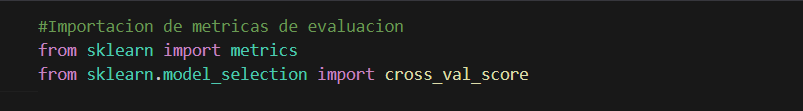 #Importacion de metricas de evaluacion
from sklearn import metrics
from sklearn.model_selection import cross_val_score